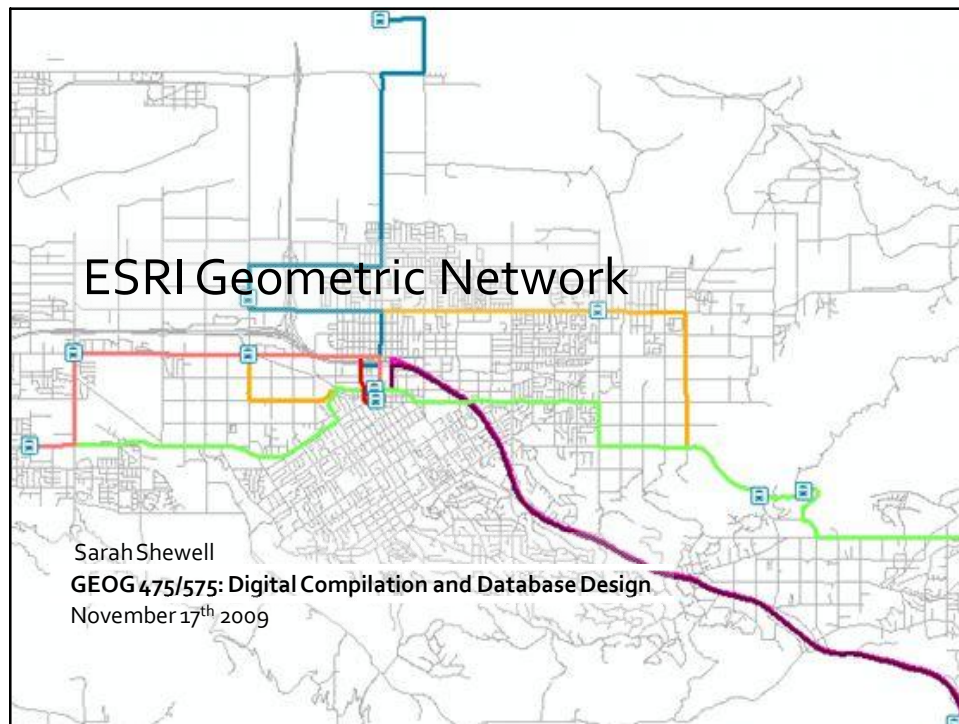 ESRI Geometric Network
Sarah Shewell
GEOG 475/575: Digital Compilation and Database Design
November 17th 2009